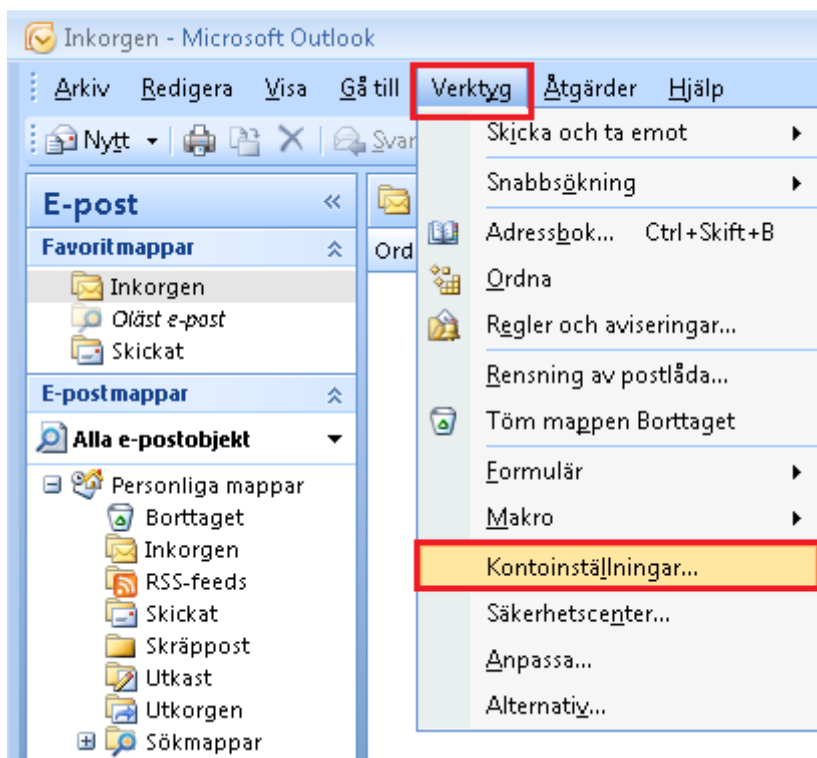 Inkorgen - Microsoft Outlook
Arkiv Redigera Visa Gå till Verktyg Åtgärder Hjälp
Nytt
E-post
Favoritmappar
Inkorgen
Oläst e-post
Skickat
E-postmappar
Alla e-postobjekt
Personliga mappar
Borttaget
Inkorgen
RSS-feeds
Skickat
Skräppost
Utkast
Utkorgen
Sökmappar
Skicka och ta emot
Snabbsökning
Adressbok... Ctrl+Skift+B
Ordna
Regler och aviseringar...
Rensning av postlåda...
Töm mappen Borttaget
Formulär
Makro
Kontoinställningar...
Säkerhetscenter...
Anpassa...
Alternativ...